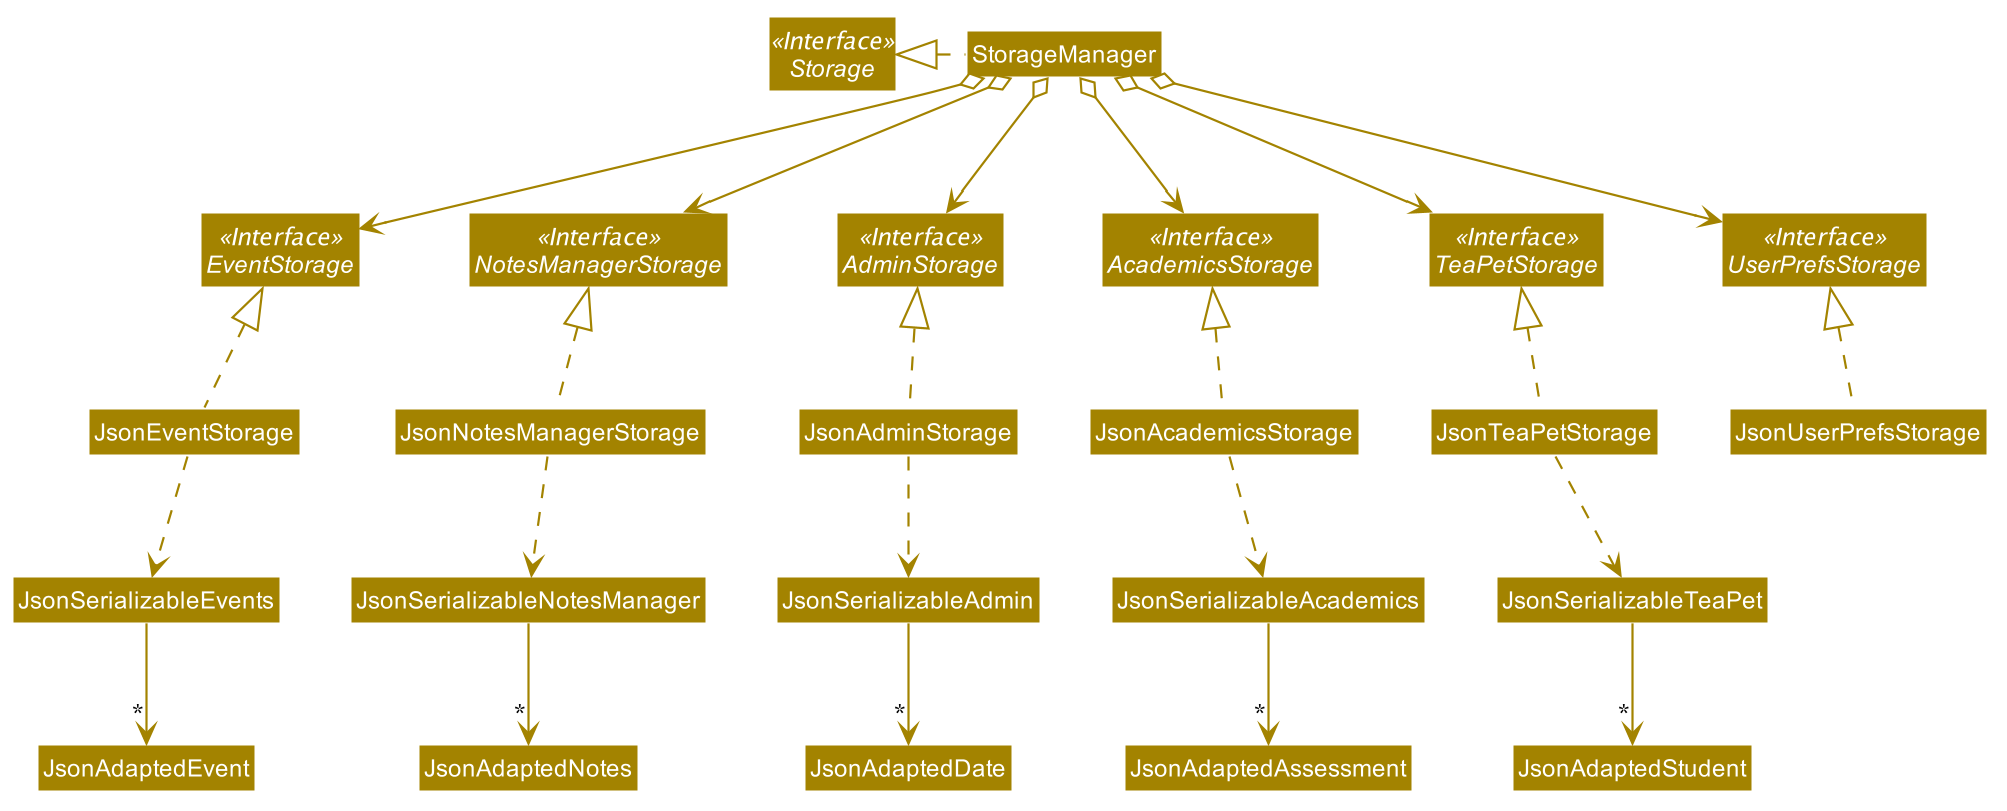 «Interface»
Storage
StorageManager
«Interface»
EventStorage
«Interface»
NotesManagerStorage
«Interface»
AdminStorage
«Interface»
AcademicsStorage
«Interface»
TeaPetStorage
«Interface»
UserPrefsStorage
JsonEventStorage
JsonNotesManagerStorage
JsonAdminStorage
JsonAcademicsStorage
JsonTeaPetStorage
JsonUserPrefsStorage
JsonSerializableEvents
JsonSerializableNotesManager
JsonSerializableAdmin
JsonSerializableAcademics
JsonSerializableTeaPet
*
*
*
*
*
JsonAdaptedEvent
JsonAdaptedNotes
JsonAdaptedDate
JsonAdaptedAssessment
JsonAdaptedStudent